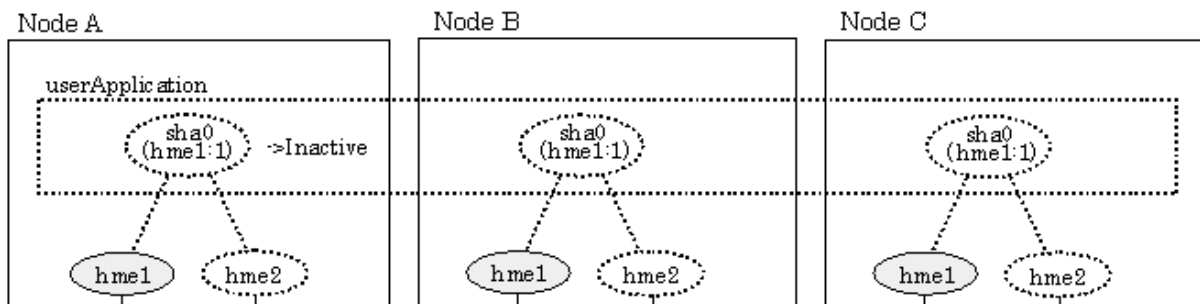 Node A
Node B
Node C
userApplication
sha0
(hme1:1)
->Inactive
sha0
(hme1:1)
sha0
(hme1:1)
hme1
hme2
hme1
hme2
hme1
hme2